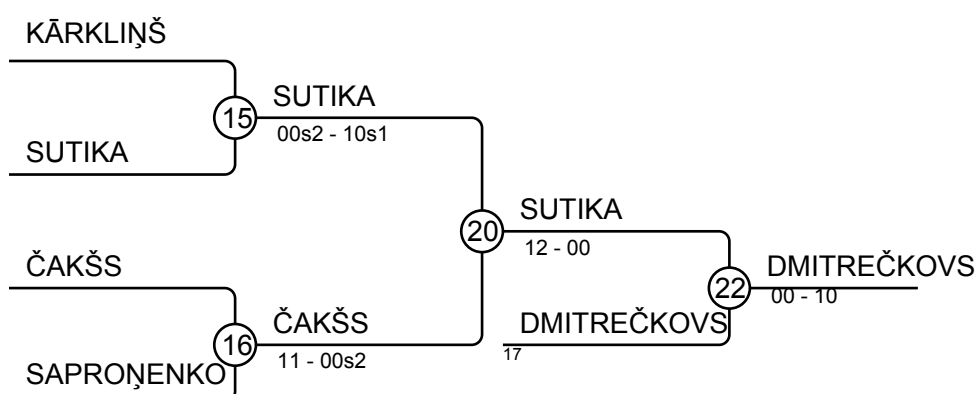 KĀRKLIŅŠ
15
SUTIKA
00s2 - 10s1
SUTIKA
20
SUTIKA
12 - 00
ČAKŠS
22
DMITREČKOVS
00 - 10
16
ČAKŠS
11 - 00s2
DMITREČKOVS
17
SAPROŅENKO